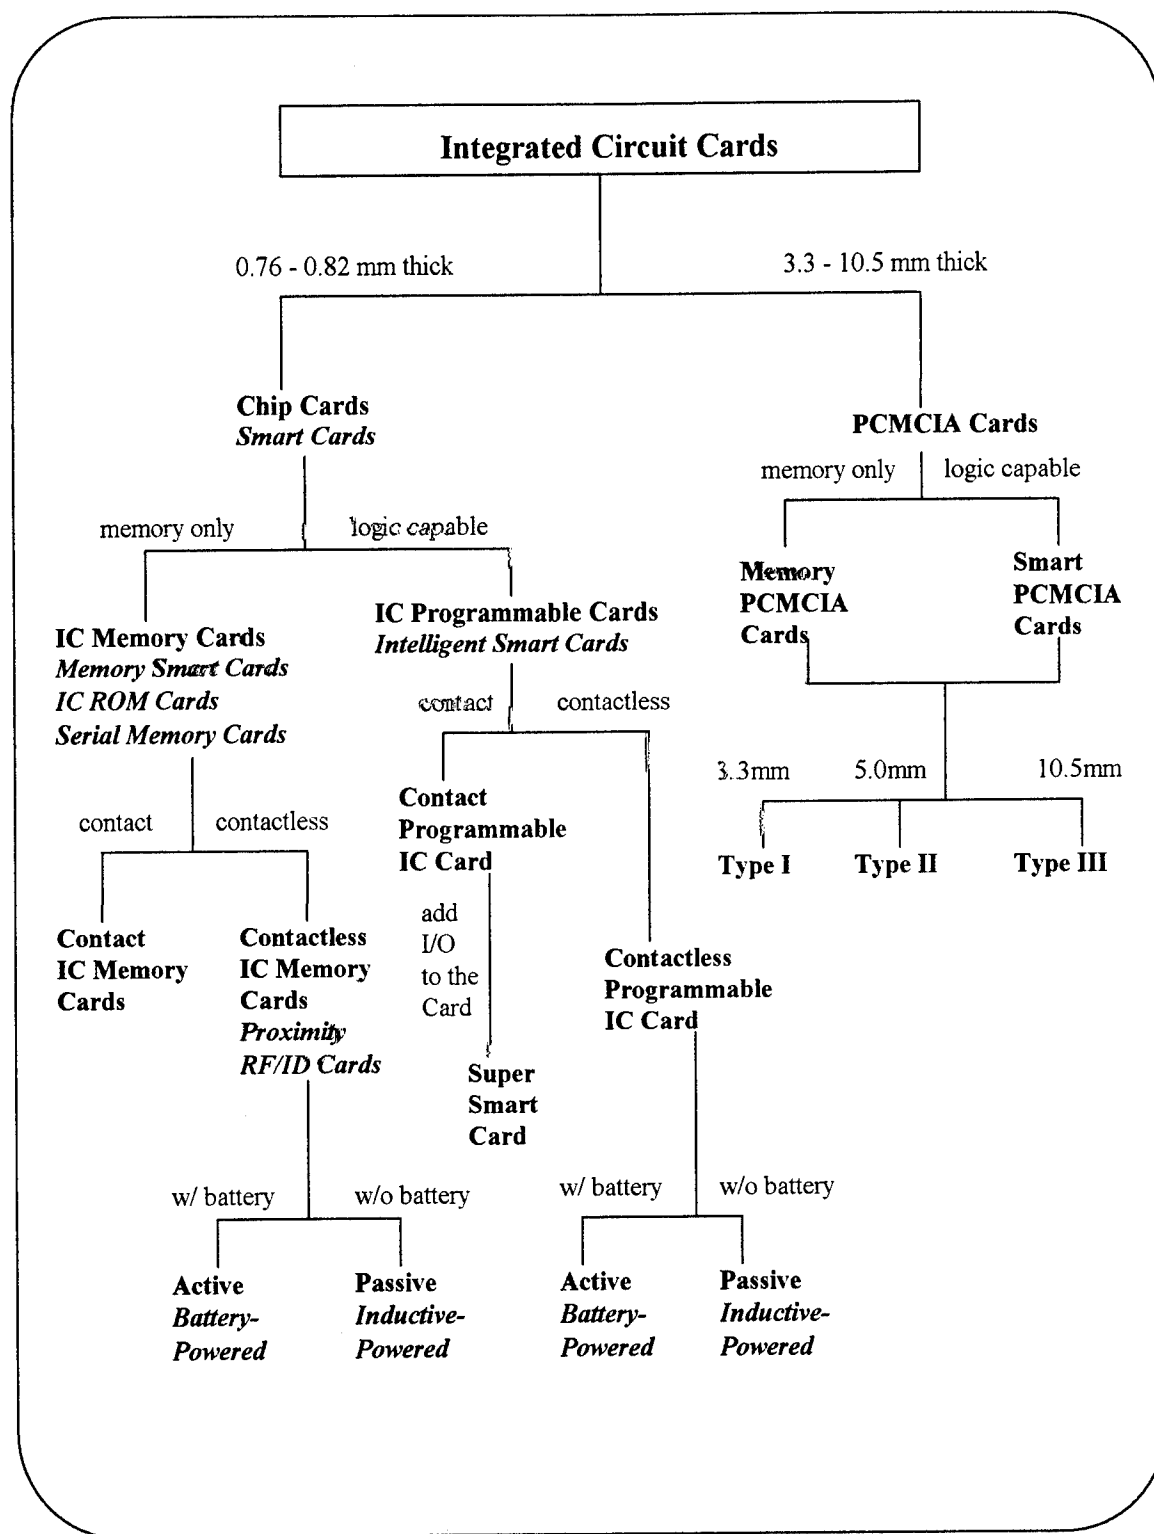 Integrated Circuit Cards
0.76 - 0.82 mm thick
3.3 - 10.5 mm thick
Chip Cards
Smart Cards
PCMCIA Cards
memory only
logic capable
memory only
logic capable
Memory
PCMCIA
Cards
Smart
PCMCIA
Cards
IC Memory Cards
Memory Smart Cards
IC ROM Cards
Serial Memory Cards
IC Programmable Cards
Intelligent Smart Cards
contact
contactless
3.3mm
5.0mm
10.5mm
Type I
Type II
Type III
contact
contactless
Contact
Programmable
IC Card
add
I/O
to the
Card
Contact
IC Memory
Cards
Contactless
IC Memory
Cards
Proximity
RF/ID Cards
Contactless
Programmable
IC Card
Super
Smart
Card
w/ battery
w/o battery
w/ battery
w/o battery
Active
Battery-
Powered
Passive
Inductive-
Powered
Active
Battery-
Powered
Passive
Inductive-
Powered